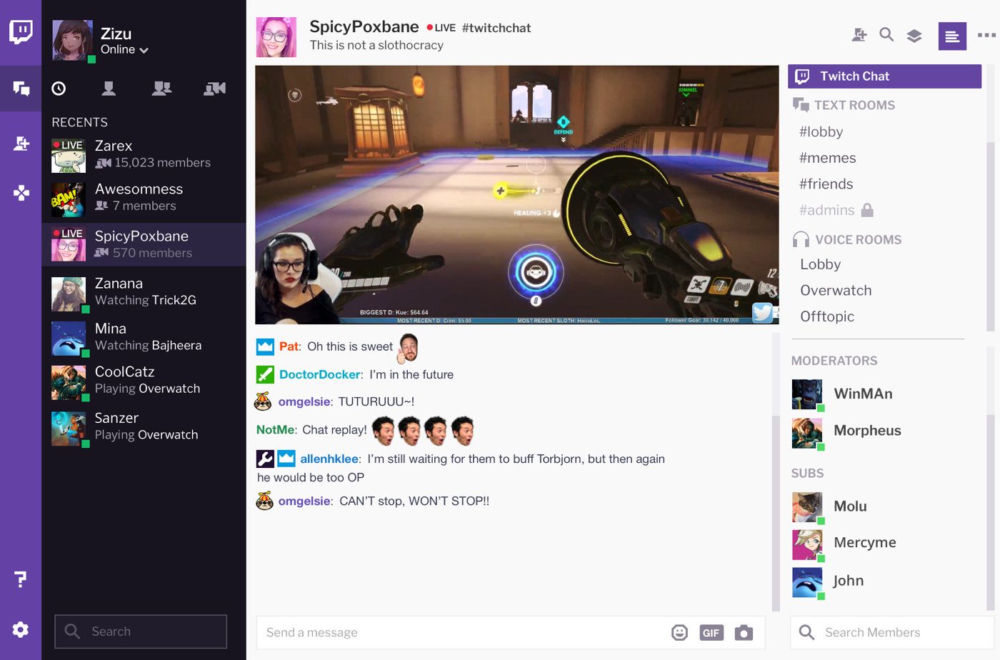 Zizu
Online
RECENTS
LIVE
Zarex
15,023 members
BAM!
Awesomness
7 members
LIVE
SpicyPoxbane
570 members
Zanana
Watching Trick2G
Mina
Watching Bajheera
CoolCatz
Playing Overwatch
Sanzer
Playing Overwatch
?
Search
SpicyPoxbane LIVE #twitchchat
This is not a slothocracy
B
DEFEND
HEALING +3
/200
Q
7
LSHIFT
E
12
BIGGEST D: Kue: $64.64
MOST RECENT D: Crim: $5.00
MOST RECENT SLOTH: HairuLoL
Follower Goal: 30,142 / 40,000
Pat: Oh this is sweet
DoctorDocker: I'm in the future
omgelsie: TUTURUUU~!
NotMe: Chat replay!
allenhklee: I'm still waiting for them to buff Torbjorn, but then again
he would be too OP
omgelsie: CAN'T stop, WON'T STOP!!
Send a message
GIF
Twitch Chat
TEXT ROOMS
#lobby
#memes
#friends
#admins
VOICE ROOMS
Lobby
Overwatch
Offtopic
MODERATORS
WinMAn
Morpheus
SUBS
Molu
Mercyme
John
Search Members